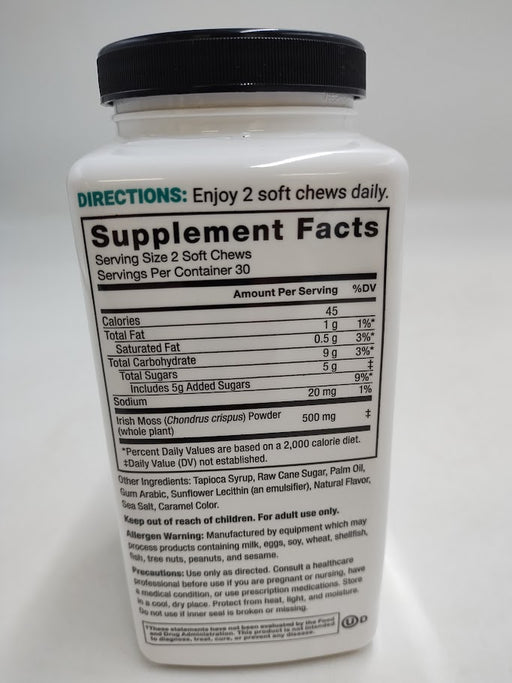 DIRECTIONS: Enjoy 2 soft chews daily.
Supplement Facts
Serving Size 2 Soft Chews
Servings Per Container 30
Amount Per Serving %DV
Calories 45
Total Fat 1 g 1%*
Saturated Fat 0.5 g 3%*
Total Carbohydrate 9 g 3%*
Total Sugars 5 g ‡
Includes 5g Added Sugars 9%*
Sodium 20 mg 1%
Irish Moss (Chondrus crispus) Powder 500 mg ‡
(whole plant)
*Percent Daily Values are based on a 2,000 calorie diet.
‡Daily Value (DV) not established.
Other Ingredients: Tapioca Syrup, Raw Cane Sugar, Palm Oil,
Gum Arabic, Sunflower Lecithin (an emulsifier), Natural Flavor,
Sea Salt, Caramel Color.
Keep out of reach of children. For adult use only.
Allergen Warning: Manufactured by equipment which may
process products containing milk, eggs, soy, wheat, shellfish,
fish, tree nuts, peanuts, and sesame.
Precautions: Use only as directed. Consult a healthcare
professional before use if you are pregnant or nursing, have
a medical condition, or use prescription medications. Store
in a cool, dry place. Protect from heat, light, and moisture.
Do not use if inner seal is broken or missing.
†These statements have not been evaluated by the Food
and Drug Administration. This product is not intended
to diagnose, treat, cure, or prevent any disease.
U D